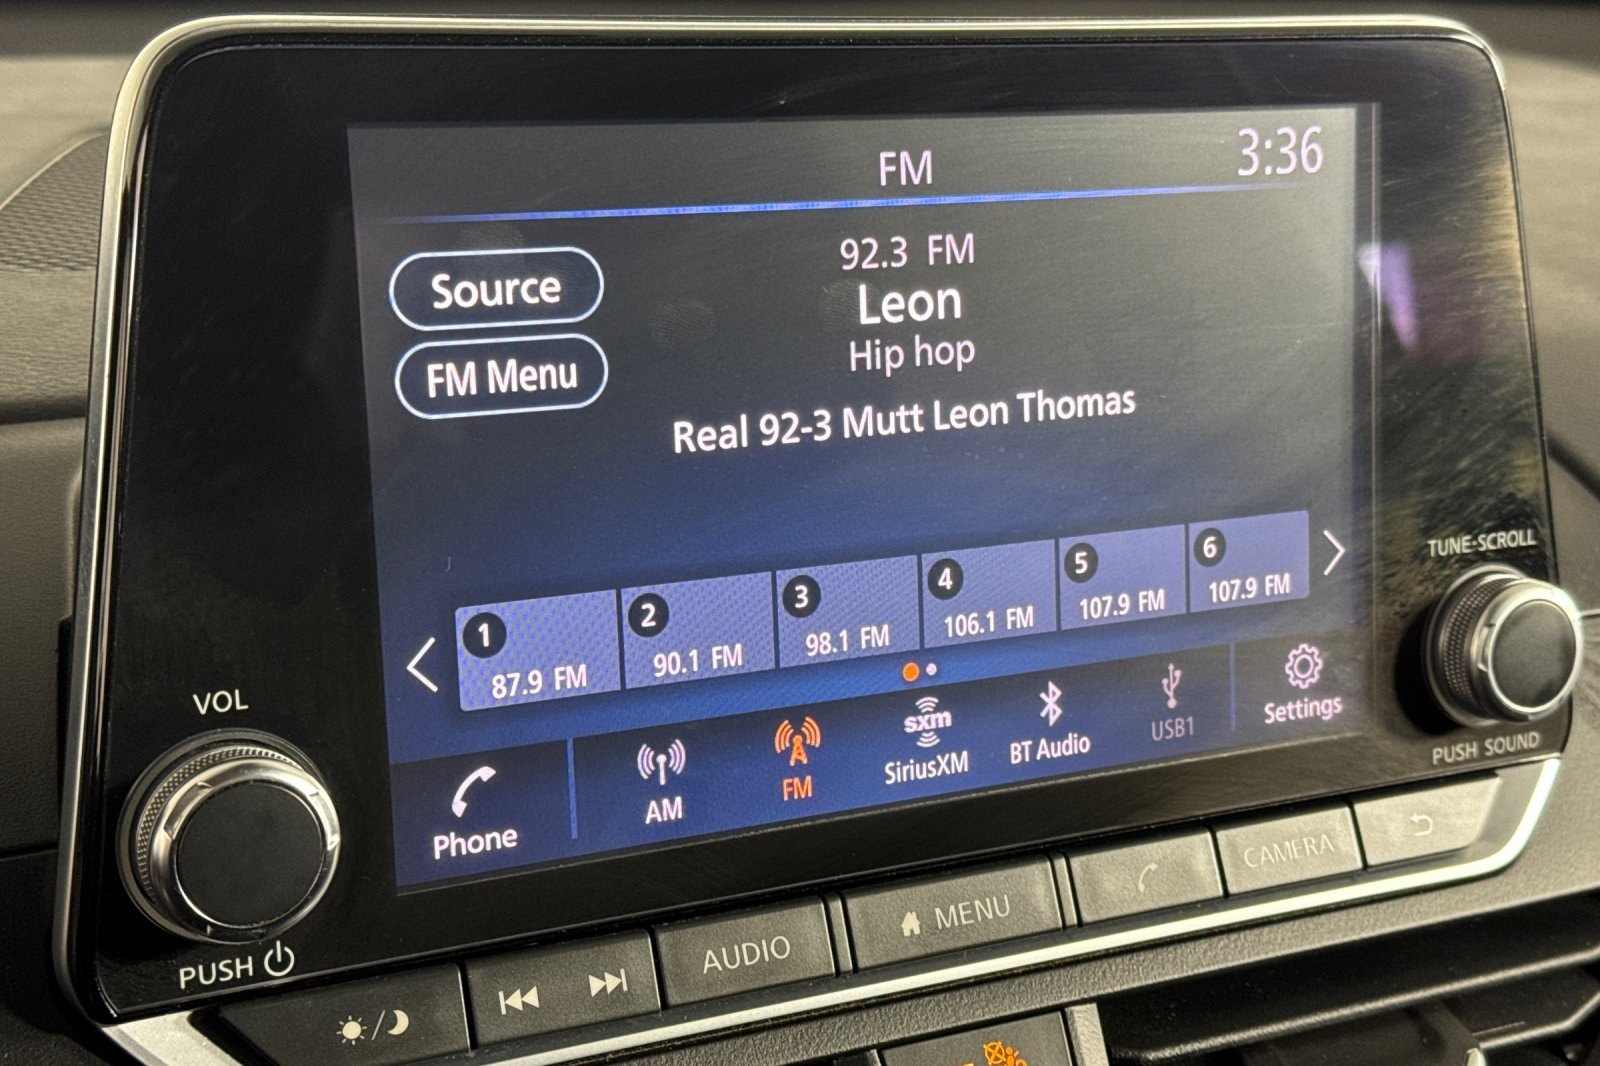 FM
3:36
Source
FM Menu
92.3 FM
Leon
Hip hop
Real 92-3 Mutt Leon Thomas
1
87.9 FM
2
90.1 FM
3
98.1 FM
4
106.1 FM
5
107.9 FM
6
107.9 FM
Phone
AM
FM
sxm
SiriusXM
BT Audio
USB1
Settings
VOL
PUSH
TUNE·SCROLL
PUSH SOUND
AUDIO
MENU
CAMERA